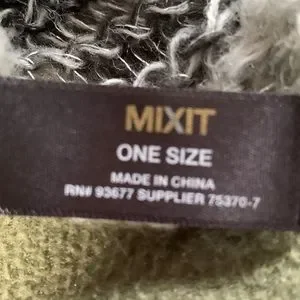 MIXIT
ONE SIZE
MADE IN CHINA
RN# 93677 SUPPLIER 75370-7